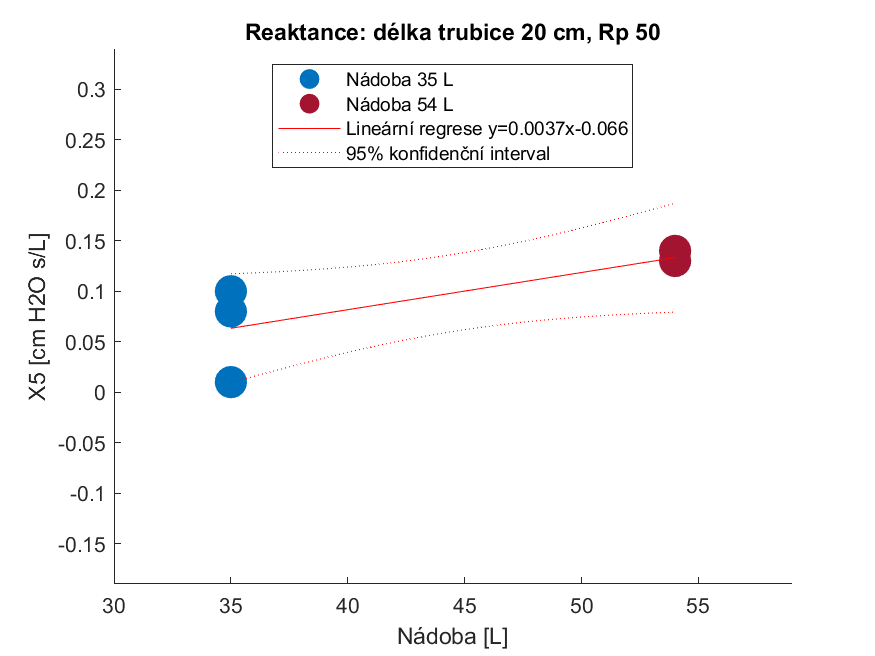 Reaktance: délka trubice 20 cm, Rp 50
Nádoba 35 L
Nádoba 54 L
Lineární regrese y=0.0037x-0.066
95% konfidenční interval
X5 [cm H2O s/L]
0.3
0.25
0.2
0.15
0.1
0.05
0
-0.05
-0.1
-0.15
30 35 40 45 50 55
Nádoba [L]